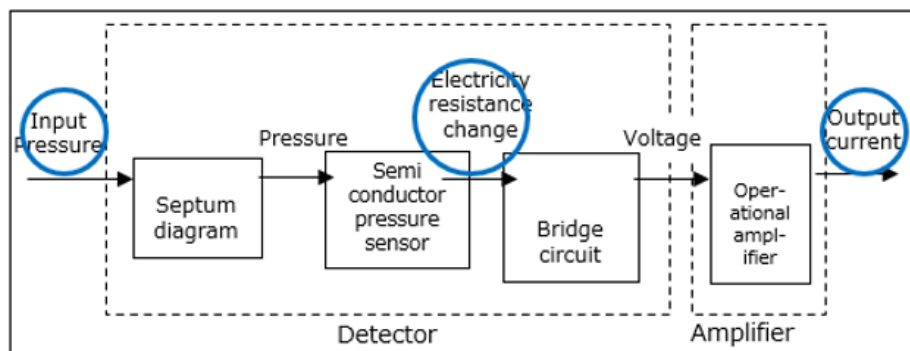 Input
Pressure
Septum
diagram
Pressure
Semi
conductor
pressure
sensor
Electricity
resistance
change
Bridge
circuit
Voltage
Oper-
ational
ampl-
ifier
Output
current
Detector
Amplifier